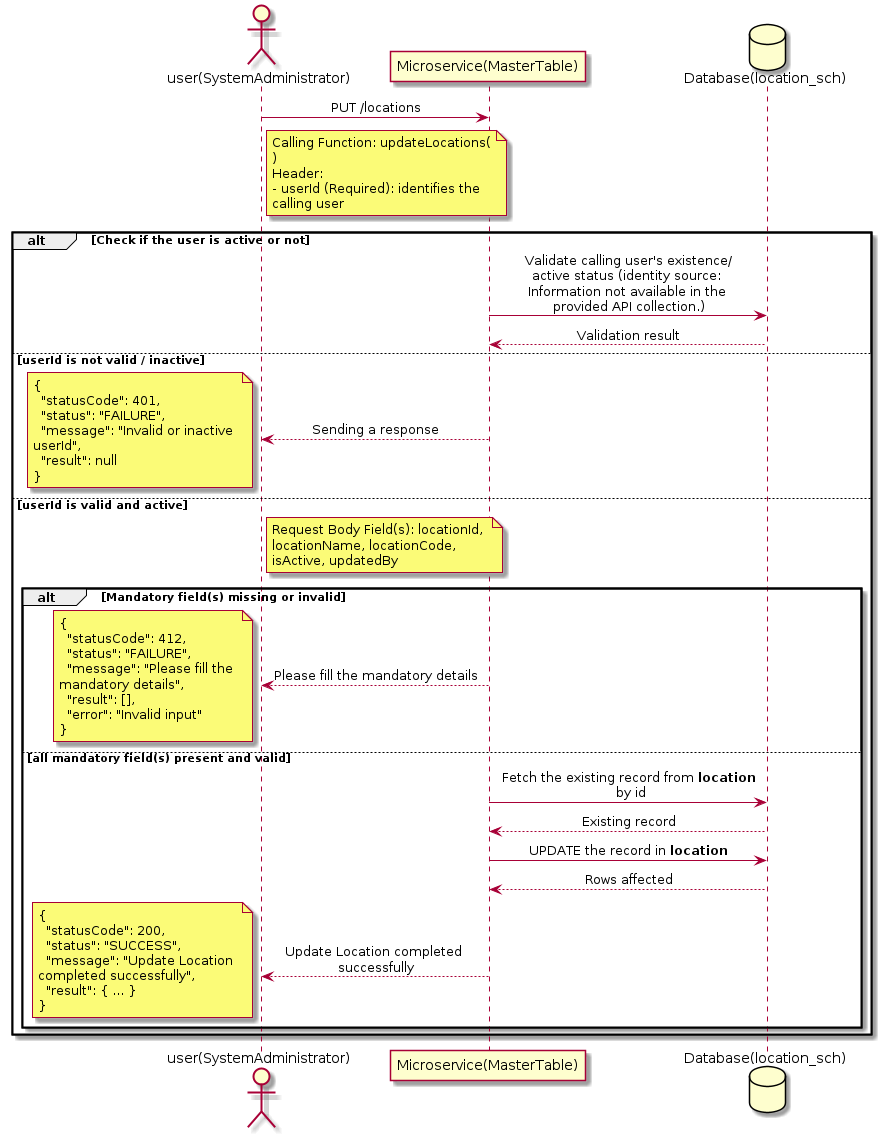 user(SystemAdministrator)
Microservice(MasterTable)
Database(location_sch)
PUT /locations
Calling Function: updateLocations(
)
Header:
- userId (Required): identifies the
calling user
alt
[Check if the user is active or not]
Validate calling user's existence/
active status (identity source:
Information not available in the
provided API collection.)
Validation result
[userId is not valid / inactive]
{
"statusCode": 401,
"status": "FAILURE",
"message": "Invalid or inactive
userId",
"result": null
}
Sending a response
[userId is valid and active]
Request Body Field(s): locationId,
locationName, locationCode,
isActive, updatedBy
alt
[Mandatory field(s) missing or invalid]
{
"statusCode": 412,
"status": "FAILURE",
"message": "Please fill the
mandatory details",
"result": [],
"error": "Invalid input"
}
Please fill the mandatory details
[all mandatory field(s) present and valid]
Fetch the existing record from location
by id
Existing record
UPDATE the record in location
Rows affected
{
"statusCode": 200,
"status": "SUCCESS",
"message": "Update Location
completed successfully",
"result": { ... }
}
Update Location completed
successfully
user(SystemAdministrator)
Microservice(MasterTable)
Database(location_sch)